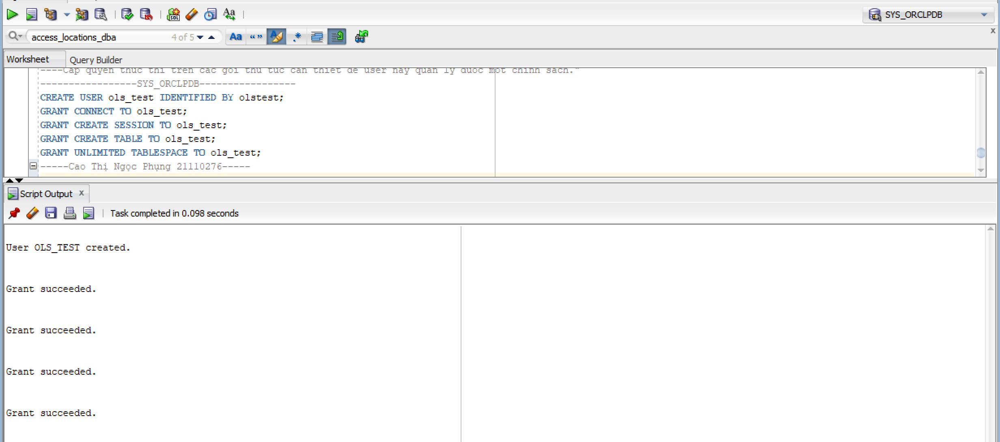 SYS_ORCLPDB
access_locations_dba 4 of 5 Aa “ ” .*
Worksheet Query Builder
----Cap quyen thuc thi tren cac goi thu tuc can thiet de user nay quan ly duoc mot chinh sach."
-----------------SYS_ORCLPDB-----------------
CREATE USER ols_test IDENTIFIED BY olstest;
GRANT CONNECT TO ols_test;
GRANT CREATE SESSION TO ols_test;
GRANT CREATE TABLE TO ols_test;
GRANT UNLIMITED TABLESPACE TO ols_test;
-----Cao Thị Ngọc Phụng 21110276-----
Script Output x
Task completed in 0.098 seconds
User OLS_TEST created.
Grant succeeded.
Grant succeeded.
Grant succeeded.
Grant succeeded.